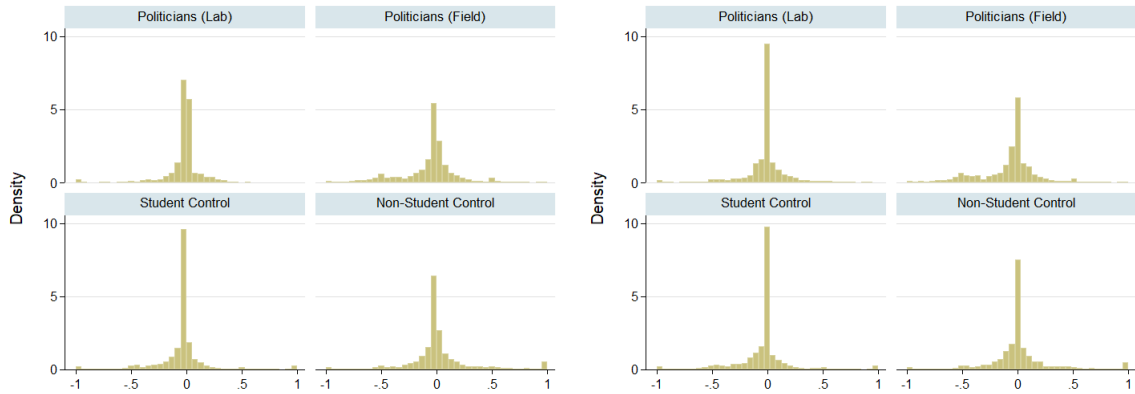 Politicians (Lab) Politicians (Field) Politicians (Lab) Politicians (Field)
10 10
5 5
0 0
Density Density
Student Control Non-Student Control Student Control Non-Student Control
10 10
5 5
0 0
-1 -.5 0 .5 1 -1 -.5 0 .5 1 -1 -.5 0 .5 1 -1 -.5 0 .5 1